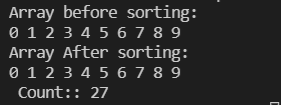 Array before sorting:
0 1 2 3 4 5 6 7 8 9
Array After sorting:
0 1 2 3 4 5 6 7 8 9
 Count:: 27